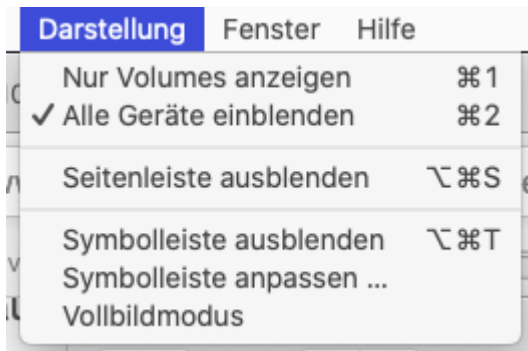 Darstellung Fenster Hilfe
Nur Volumes anzeigen ⌘1
✓ Alle Geräte einblenden ⌘2
Seitenleiste ausblenden ⌥⌘S
Symbolleiste ausblenden ⌥⌘T
Symbolleiste anpassen ...
Vollbildmodus